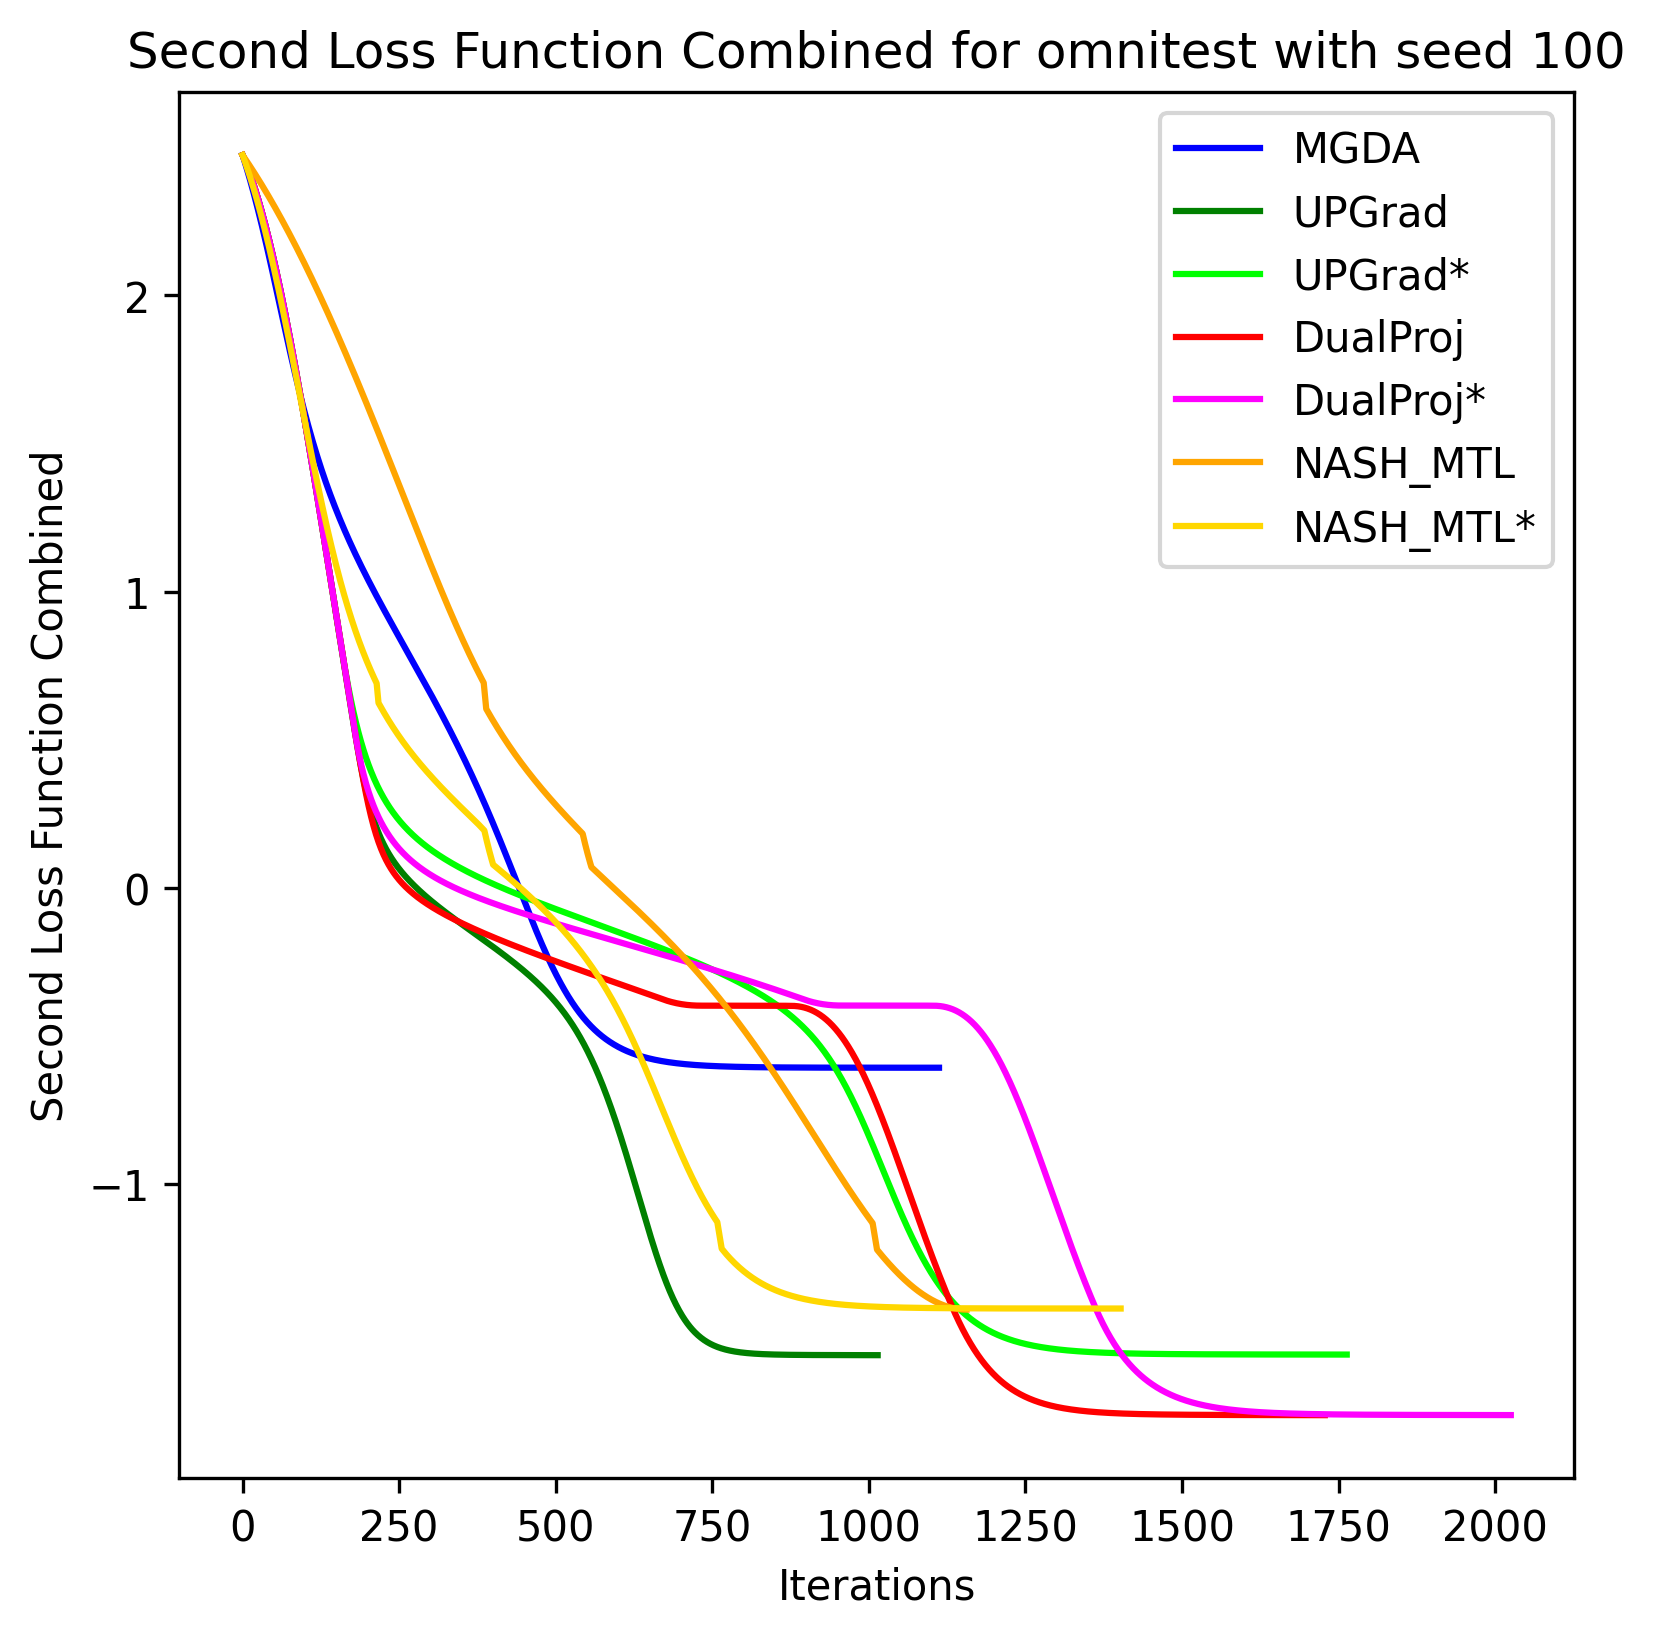 Second Loss Function Combined for omnitest with seed 100
MGDA
UPGrad
UPGrad*
DualProj
DualProj*
NASH_MTL
NASH_MTL*
Second Loss Function Combined
2
1
0
−1
0 250 500 750 1000 1250 1500 1750 2000
Iterations